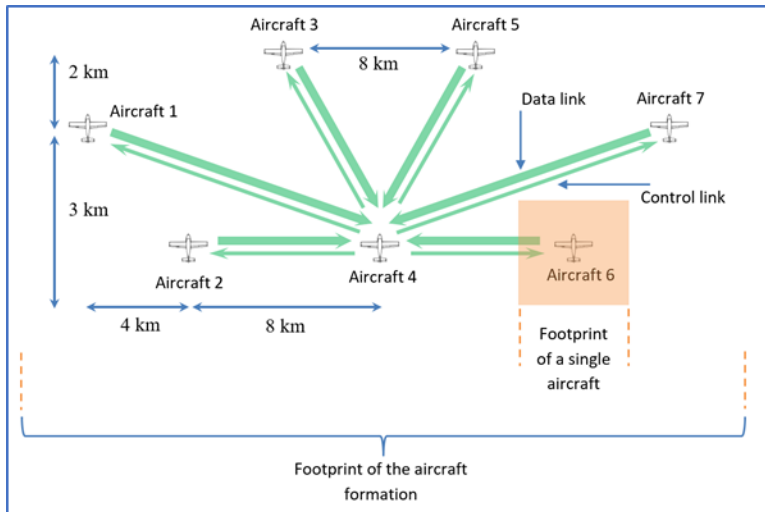 Aircraft 3
Aircraft 5
2 km
8 km
Aircraft 1
Data link
Aircraft 7
3 km
Control link
Aircraft 2
Aircraft 4
Aircraft 6
4 km
8 km
Footprint
of a single
aircraft
Footprint of the aircraft
formation